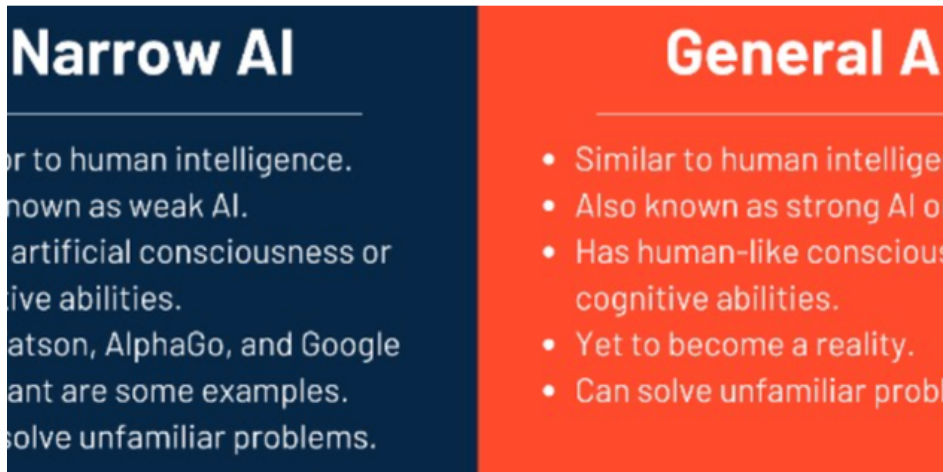 Narrow AI
r to human intelligence.
nown as weak AI.
artificial consciousness or
ive abilities.
atson, AlphaGo, and Google
ant are some examples.
solve unfamiliar problems.
General A
• Similar to human intellige
• Also known as strong AI o
• Has human-like conscious
cognitive abilities.
• Yet to become a reality.
• Can solve unfamiliar probl